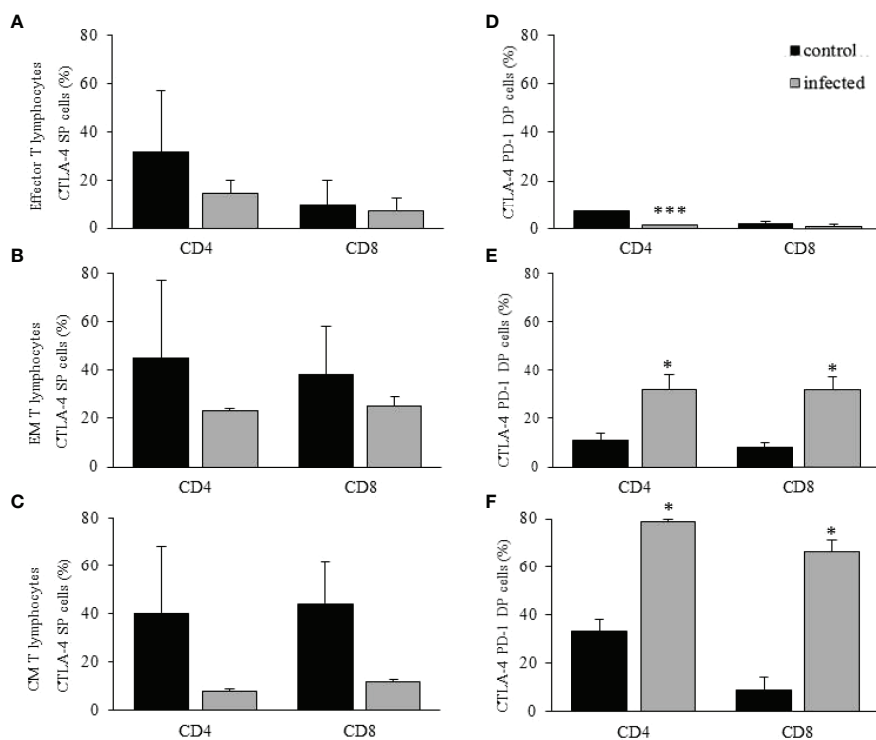 A
Effector T lymphocytes
CTLA-4 SP cells (%)
80
60
40
20
0
CD4
CD8
D
CTLA-4 PD-1 DP cells (%)
80
60
40
20
0
***
CD4
CD8
control
infected
B
EM T lymphocytes
CTLA-4 SP cells (%)
80
60
40
20
0
CD4
CD8
E
CTLA-4 PD-1 DP cells (%)
80
60
40
20
0
*
*
CD4
CD8
C
CM T lymphocytes
CTLA-4 SP cells (%)
80
60
40
20
0
CD4
CD8
F
CTLA-4 PD-1 DP cells (%)
80
60
40
20
0
*
*
CD4
CD8